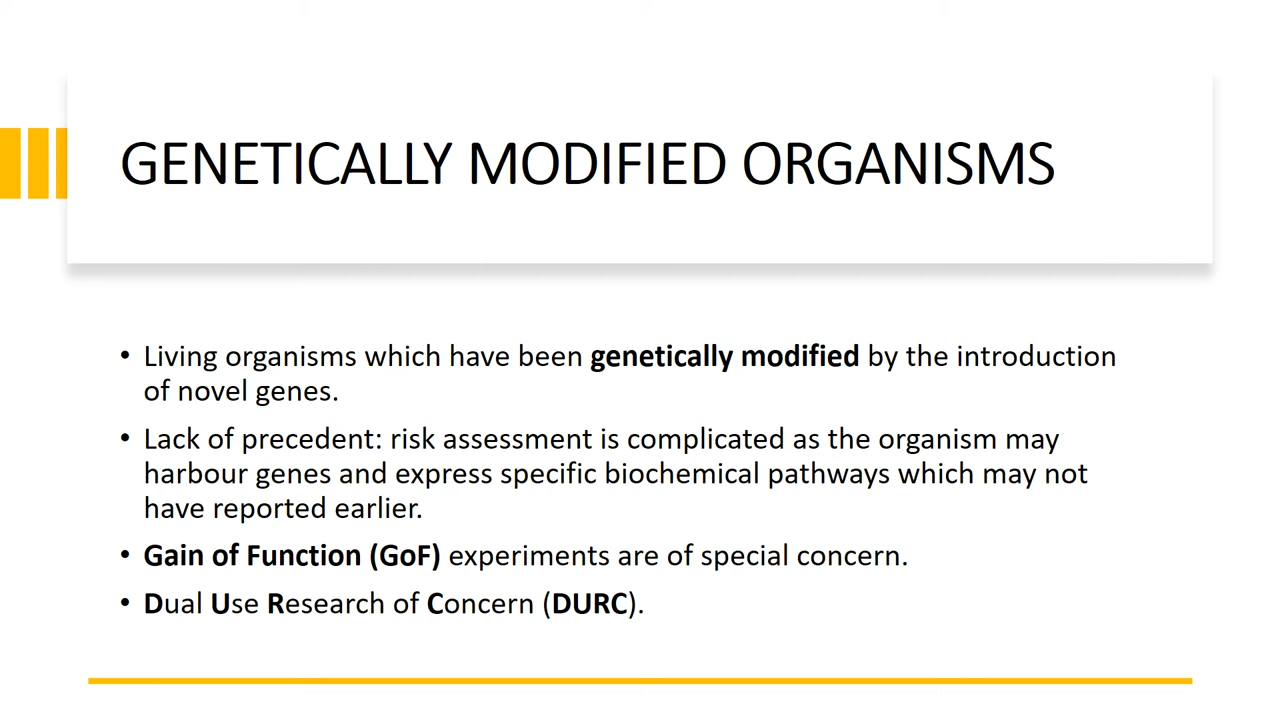 GENETICALLY MODIFIED ORGANISMS
• Living organisms which have been genetically modified by the introduction
of novel genes.
• Lack of precedent: risk assessment is complicated as the organism may
harbour genes and express specific biochemical pathways which may not
have reported earlier.
• Gain of Function (GoF) experiments are of special concern.
• Dual Use Research of Concern (DURC).